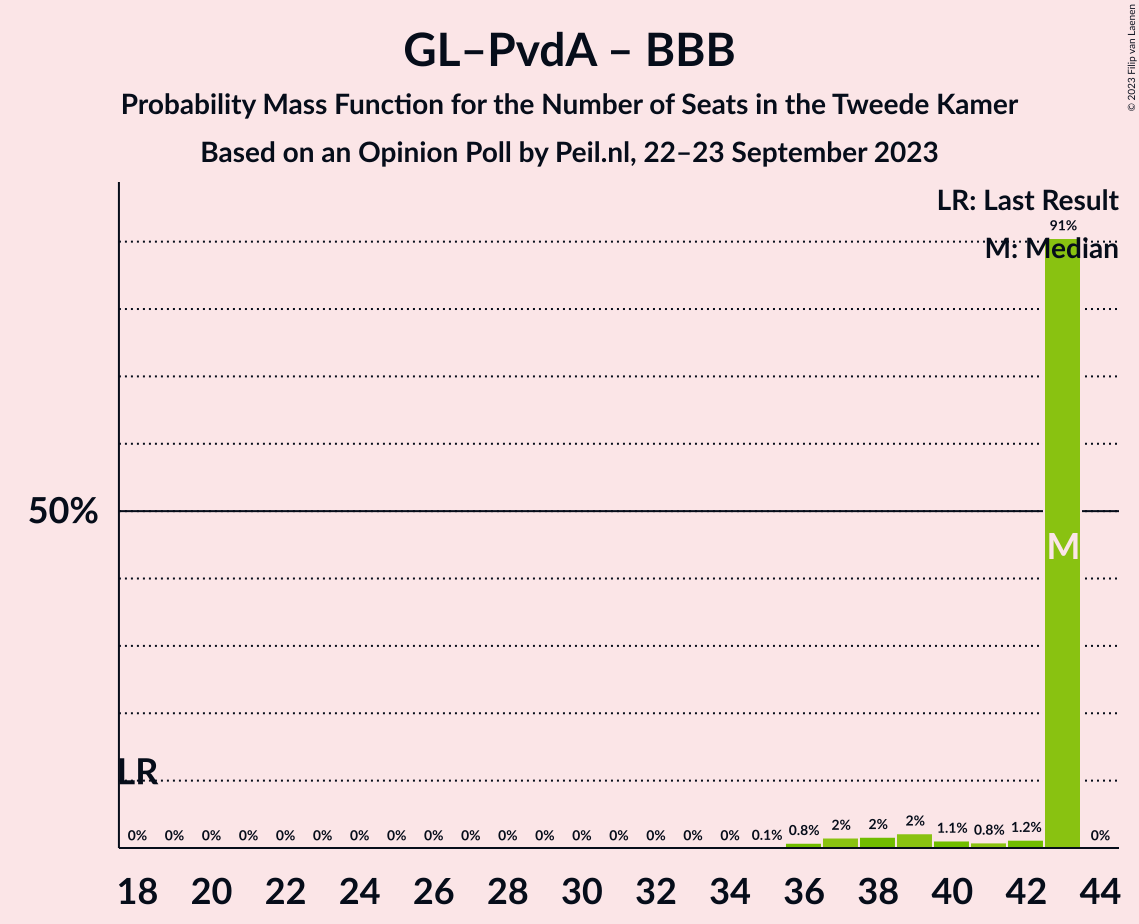 GL–PvdA – BBB
Probability Mass Function for the Number of Seats in the Tweede Kamer
Based on an Opinion Poll by Peil.nl, 22–23 September 2023
© 2023 Filip van Laenen
LR: Last Result
91%
M: Median
50%
M
LR
0% 0% 0% 0% 0% 0% 0% 0% 0% 0% 0% 0% 0% 0% 0% 0% 0% 0.1% 0.8% 2% 2% 2% 1.1% 0.8% 1.2% 0%
18 20 22 24 26 28 30 32 34 36 38 40 42 44